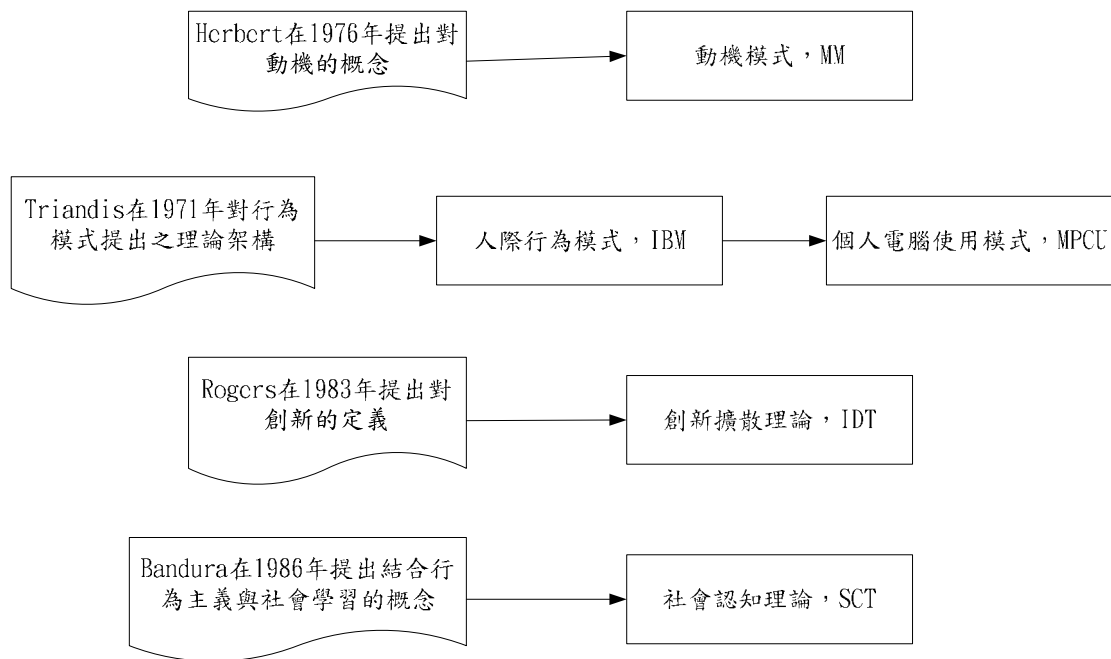 Herbert在1976年提出對
動機的概念
動機模式，MM
Triandis在1971年對行為
模式提出之理論架構
人際行為模式，IBM
個人電腦使用模式，MPCU
Rogers在1983年提出對
創新的定義
創新擴散理論，IDT
Bandura在1986年提出結合行
為主義與社會學習的概念
社會認知理論，SCT